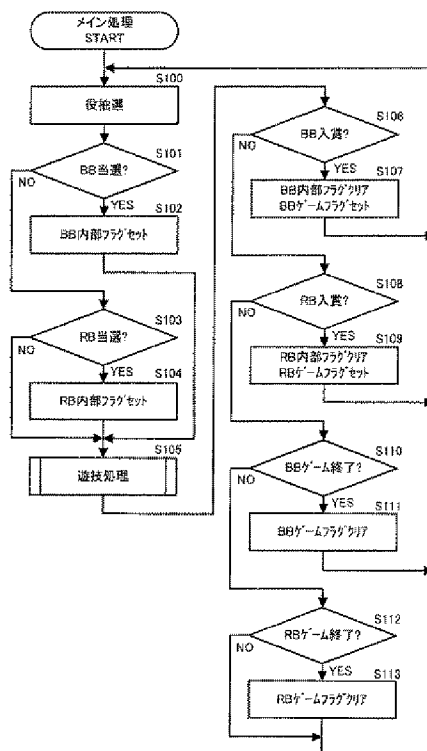 メイン処理
START
S100
役抽選
S101
BB当選?
NO
YES
S102
BB内部フラグセット
S103
RB当選?
NO
YES
S104
RB内部フラグセット
S105
遊技処理
S106
BB入賞?
NO
YES
S107
BB内部フラグクリア
BBゲームフラグセット
S108
RB入賞?
NO
YES
S109
RB内部フラグクリア
RBゲームフラグセット
S110
BBゲーム終了?
NO
YES
S111
BBゲームフラグクリア
S112
RBゲーム終了?
NO
YES
S113
RBゲームフラグクリア